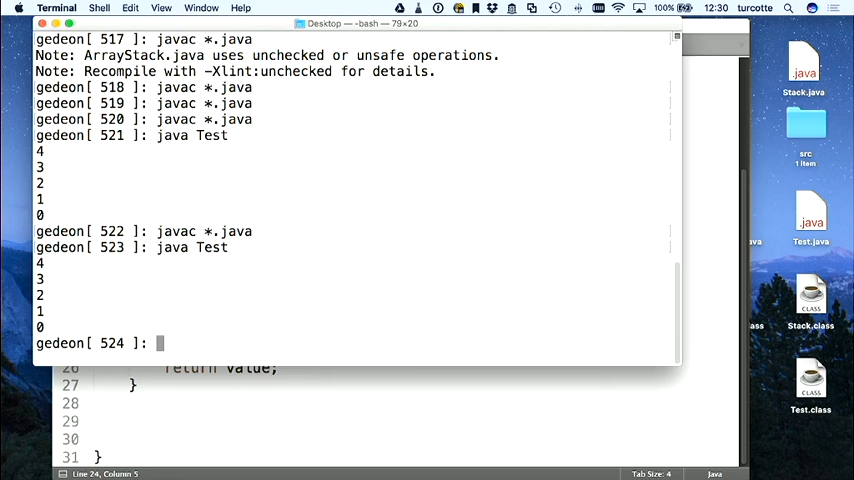 Terminal Shell Edit View Window Help 100% 12:30 turcotte
Desktop — -bash — 79×20
gedeon[ 517 ]: javac *.java
Note: ArrayStack.java uses unchecked or unsafe operations.
Note: Recompile with -Xlint:unchecked for details.
gedeon[ 518 ]: javac *.java
gedeon[ 519 ]: javac *.java
gedeon[ 520 ]: javac *.java
gedeon[ 521 ]: java Test
4
3
2
1
0
gedeon[ 522 ]: javac *.java
gedeon[ 523 ]: java Test
4
3
2
1
0
gedeon[ 524 ]:
26 return value;
27 }
28
29
30
31 }
Line 24, Column 5 Tab Size: 4 Java
.java
Stack.java
src
1 item
.java
Test.java
CLASS
Stack.class
CLASS
Test.class